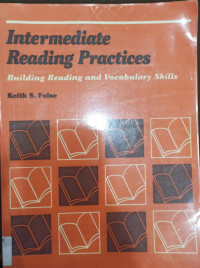 Intermediate
Reading Practices
Building Reading and Vocabulary Skills
Keith S. Folse